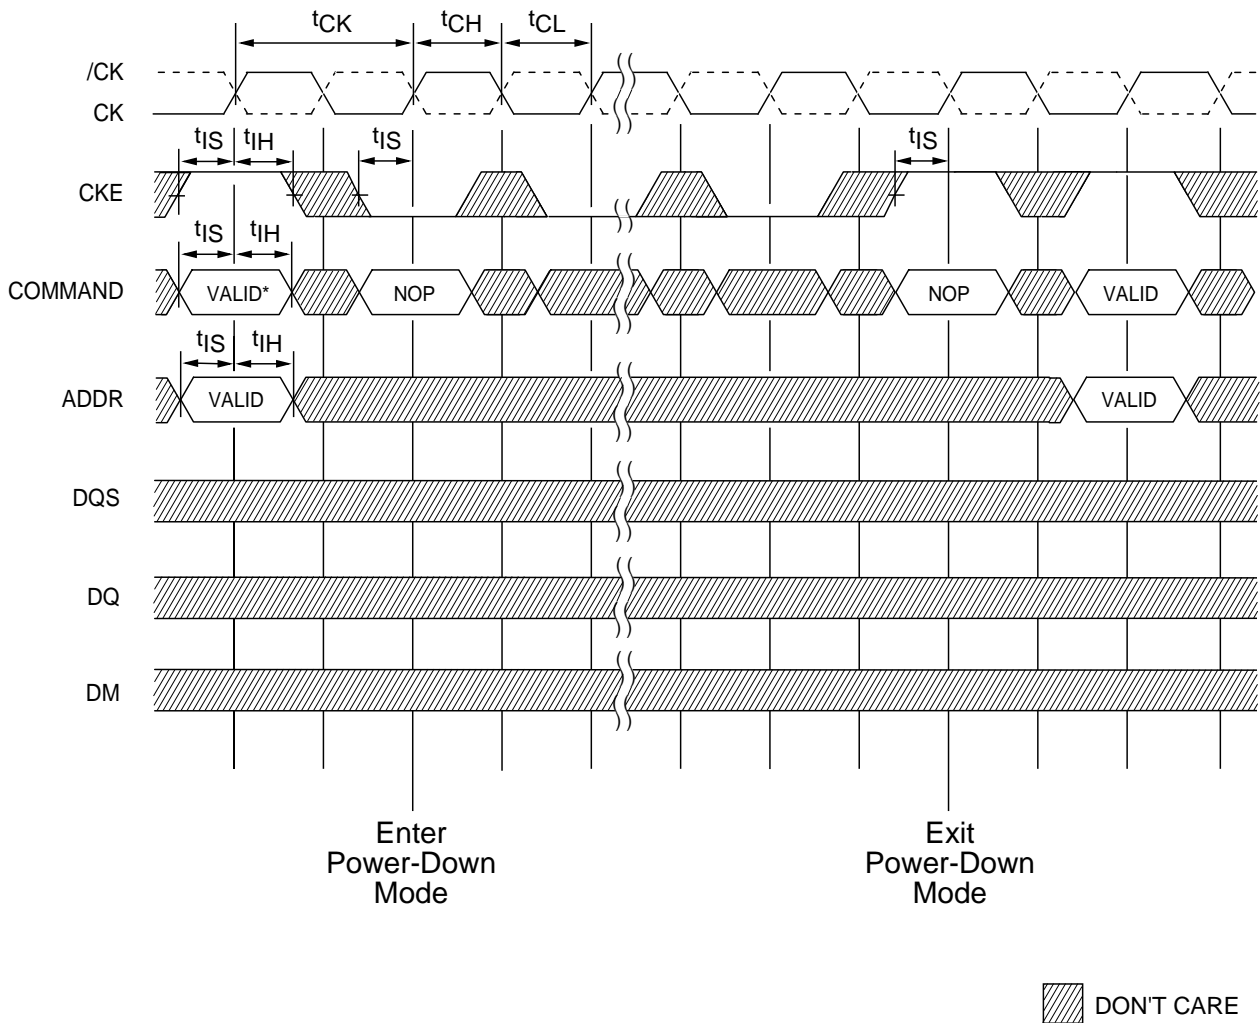 tCK tCH tCL
/CK
CK
tIS tIH tIS tIS
CKE
tIS tIH
COMMAND VALID* NOP NOP VALID
tIS tIH
ADDR VALID VALID
DQS
DQ
DM
Enter Exit
Power-Down Power-Down
Mode Mode
DON'T CARE